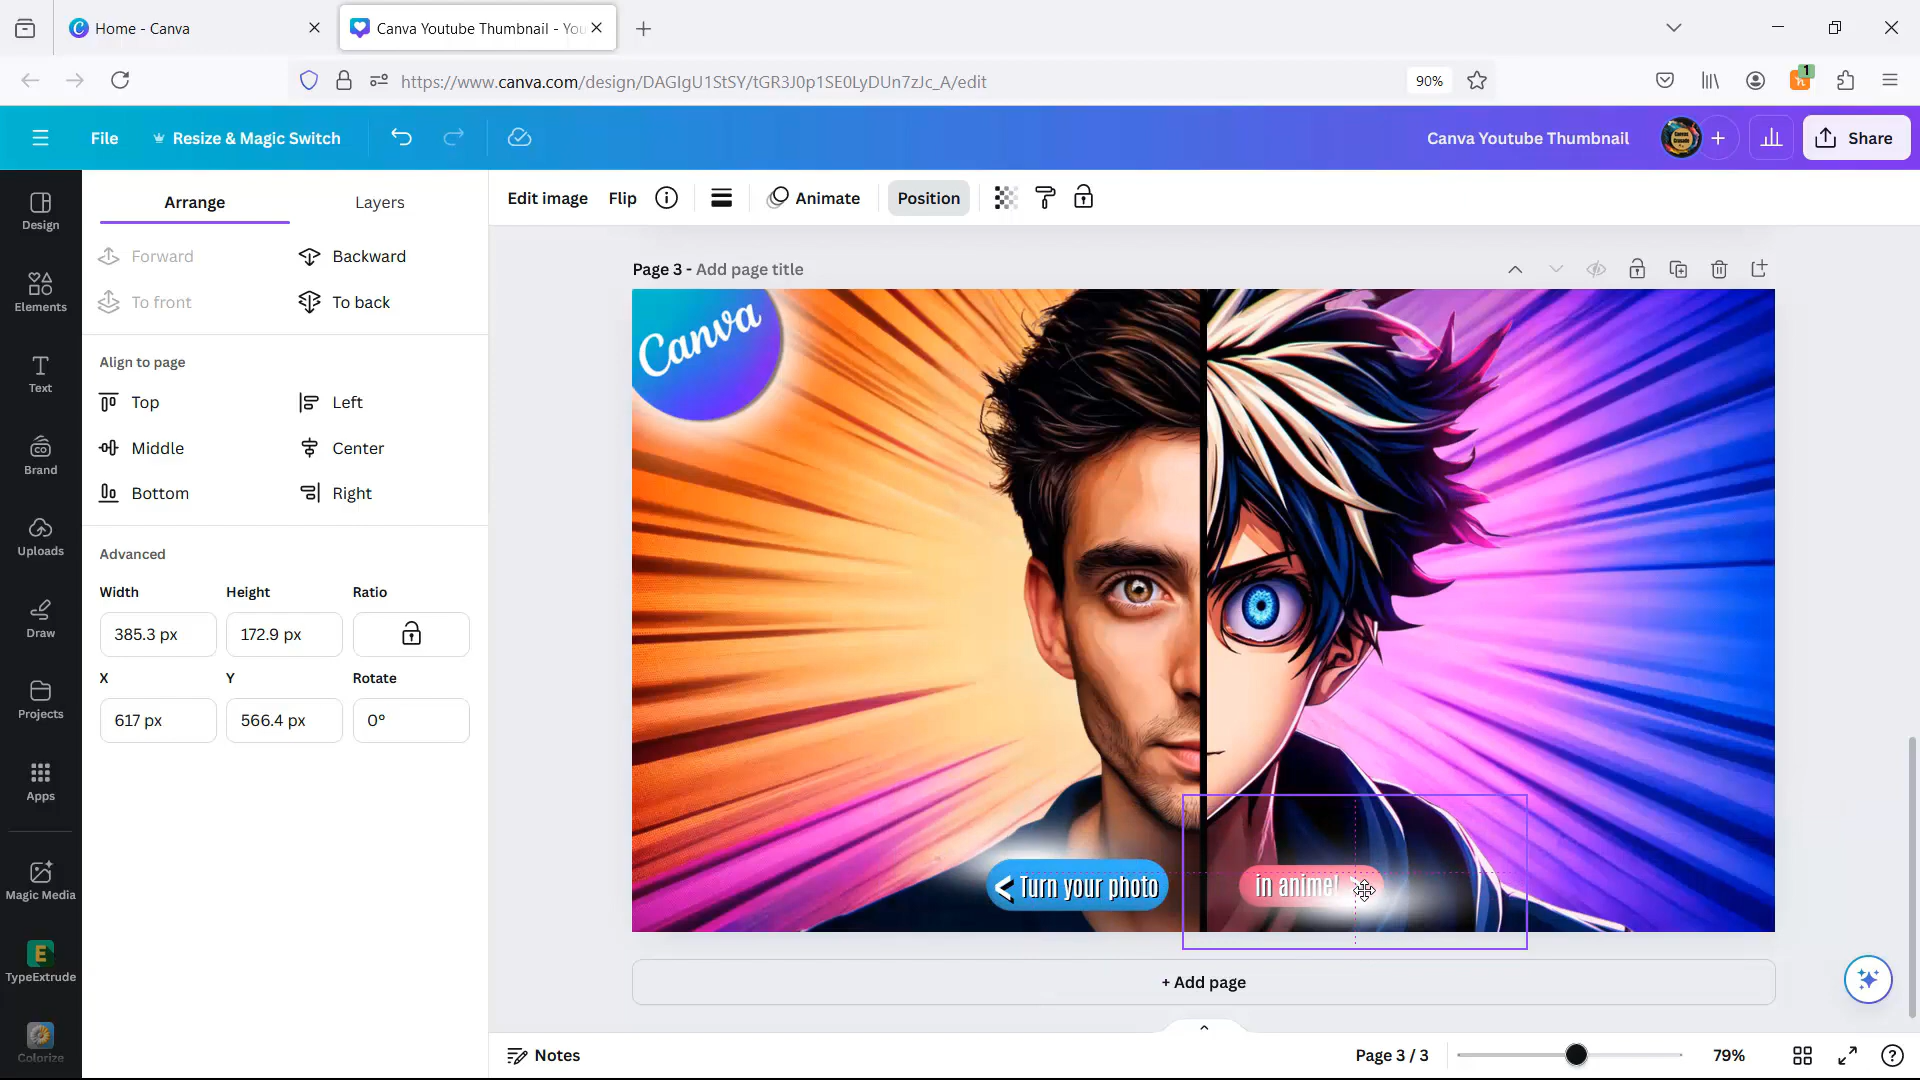 Home - Canva
Canva Youtube Thumbnail - You
https://www.canva.com/design/DAGIgU1StSY/tGR3J0p1SE0LyDUn7zJc_A/edit
90%
1
File
Resize & Magic Switch
Canva Youtube Thumbnail
Share
Design
Elements
Text
Brand
Uploads
Draw
Projects
Apps
Magic Media
TypeExtrude
Colorize
Arrange
Layers
Forward
Backward
To front
To back
Align to page
Top
Left
Middle
Center
Bottom
Right
Advanced
Width
Height
Ratio
385.3 px
172.9 px
X
Y
Rotate
617 px
566.4 px
0°
Edit image
Flip
Animate
Position
Page 3 - Add page title
Canva
< Turn your photo
in anime!
+ Add page
Notes
Page 3 / 3
79%